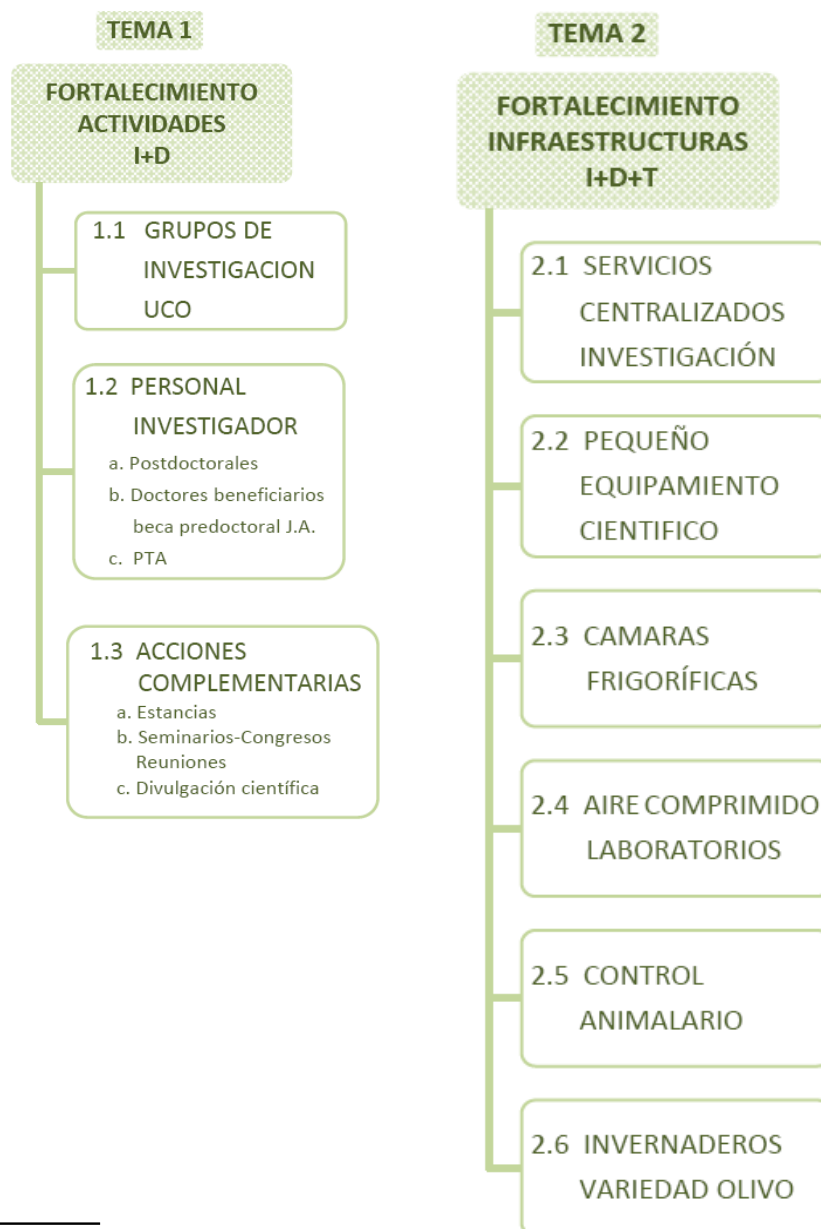 TEMA 1
FORTALECIMIENTO
ACTIVIDADES
I+D
1.1 GRUPOS DE
INVESTIGACION
UCO
1.2 PERSONAL
INVESTIGADOR
a. Postdoctorales
b. Doctores beneficiarios
beca predoctoral J.A.
c. PTA
1.3 ACCIONES
COMPLEMENTARIAS
a. Estancias
b. Seminarios-Congresos
Reuniones
c. Divulgación científica
TEMA 2
FORTALECIMIENTO
INFRAESTRUCTURAS
I+D+T
2.1 SERVICIOS
CENTRALIZADOS
INVESTIGACIÓN
2.2 PEQUEÑO
EQUIPAMIENTO
CIENTIFICO
2.3 CAMARAS
FRIGORÍFICAS
2.4 AIRE COMPRIMIDO
LABORATORIOS
2.5 CONTROL
ANIMALARIO
2.6 INVERNADEROS
VARIEDAD OLIVO